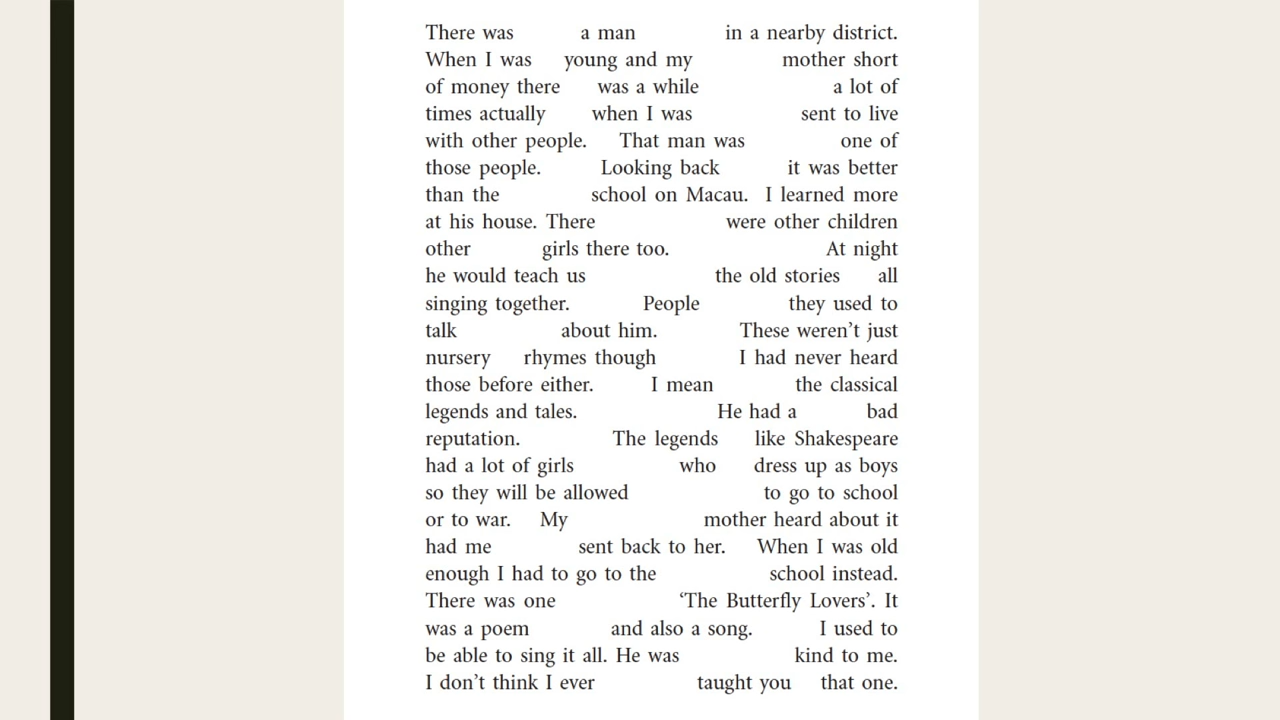 There was a man in a nearby district.
When I was young and my mother short
of money there was a while a lot of
times actually when I was sent to live
with other people. That man was one of
those people. Looking back it was better
than the school on Macau. I learned more
at his house. There were other children
other girls there too. At night
he would teach us the old stories all
singing together. People they used to
talk about him. These weren’t just
nursery rhymes though I had never heard
those before either. I mean the classical
legends and tales. He had a bad
reputation. The legends like Shakespeare
had a lot of girls who dress up as boys
so they will be allowed to go to school
or to war. My mother heard about it
had me sent back to her. When I was old
enough I had to go to the school instead.
There was one ‘The Butterfly Lovers’. It
was a poem and also a song. I used to
be able to sing it all. He was kind to me.
I don’t think I ever taught you that one.